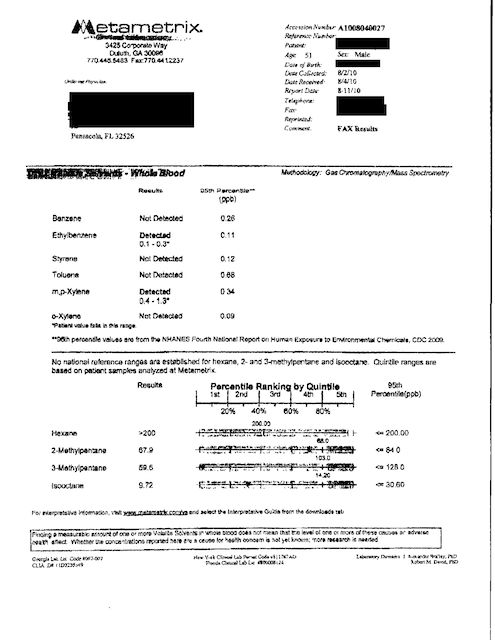 Metametrix.
Clinical Laboratory
3425 Corporate Way
Duluth, GA 30096
770.446.5483 Fax:770.4412237
Accession Number: A1008040027
Reference Number:
Patient:
Age: 51 Sex: Male
Date of Birth:
Date Collected: 8/2/10
Date Received: 8/4/10
Report Date: 8/11/10
Telephone:
Fax:
Reprinted:
Comment: FAX Results
Ordering Physician:
Pensacola, FL 32526
Solvents - Whole Blood
Methodology: Gas Chromatography/Mass Spectrometry
Results 95th Percentile**
(ppb)
Benzene Not Detected 0.26
Ethylbenzene Detected 0.11
0.1 - 0.3*
Styrene Not Detected 0.12
Toluene Not Detected 0.68
m,p-Xylene Detected 0.34
0.4 - 1.3*
o-Xylene Not Detected 0.09
*Patient value falls in this range.
**95th percentile values are from the NHANES Fourth National Report on Human Exposure to Environmental Chemicals, CDC 2009.
No national reference ranges are established for hexane, 2- and 3-methylpentane and isooctane. Quintile ranges are
based on patient samples analyzed at Metametrix.
Results Percentile Ranking by Quintile 95th
1st 2nd 3rd 4th 5th Percentile(ppb)
20% 40% 60% 80%
200.00
Hexane >200 <= 200.00
68.0
2-Methylpentane 67.9 <= 84.0
103.0
3-Methylpentane 59.6 <= 128.0
14.20
Isooctane 9.72 <= 30.60
For interpretive information, visit www.metametrix.com and select the Interpretive Guide from the downloads tab
Finding a measurable amount of one or more Volatile Solvents in whole blood does not mean that the level of one or more of these causes an adverse
health effect. Whether the concentrations reported here are a cause for health concern is not yet known; more research is needed.
Georgia Lab Lic. Code
CLIA ID#
New York Clinical Lab Permit Code
Florida Clinical Lab Lic.
Laboratory Directors: J. Alexander Bralley, PhD
Robert M. David, PhD